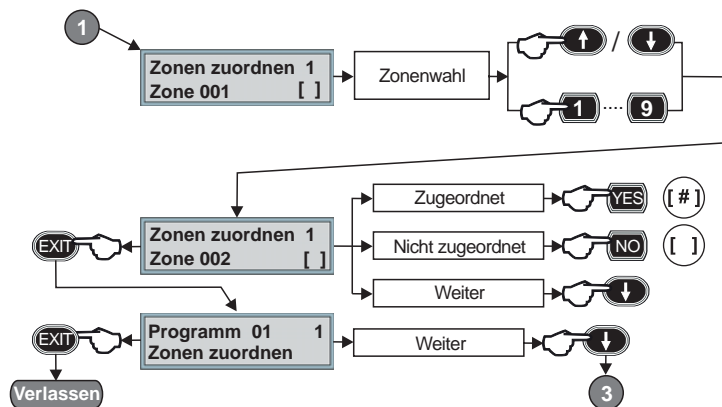 1
Zonen zuordnen 1
Zone 001 [ ]
Zonenwahl
/
1 .... 9
Zugeordnet
YES
[ # ]
EXIT
Zonen zuordnen 1
Zone 002 [ ]
Nicht zugeordnet
NO
[ ]
Weiter
EXIT
Programm 01 1
Zonen zuordnen
Weiter
Verlassen
3